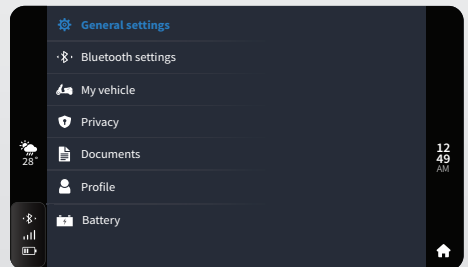 General settings
Bluetooth settings
My vehicle
Privacy
Documents
Profile
Battery
28°
12
49
AM